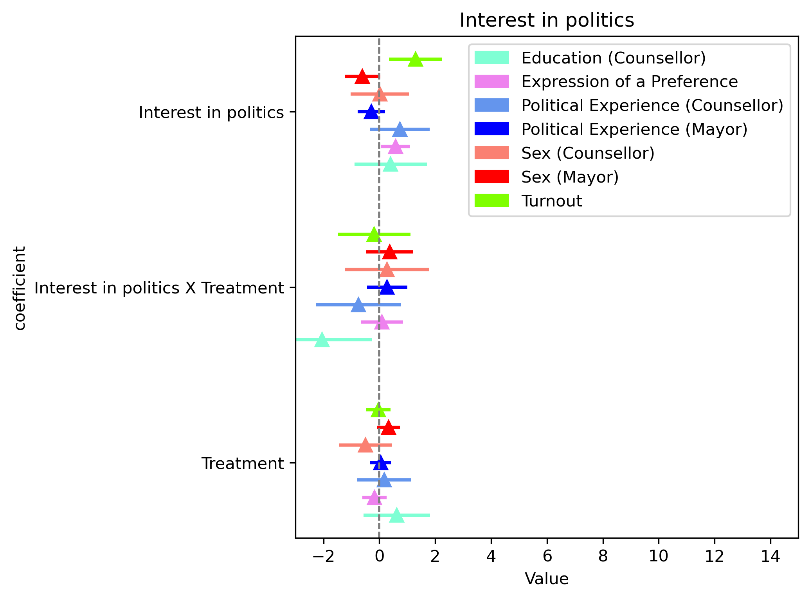 Interest in politics
Education (Counsellor)
Expression of a Preference
Political Experience (Counsellor)
Political Experience (Mayor)
Sex (Counsellor)
Sex (Mayor)
Turnout
Interest in politics
Interest in politics X Treatment
Treatment
coefficient
−2
0
2
4
6
8
10
12
14
Value